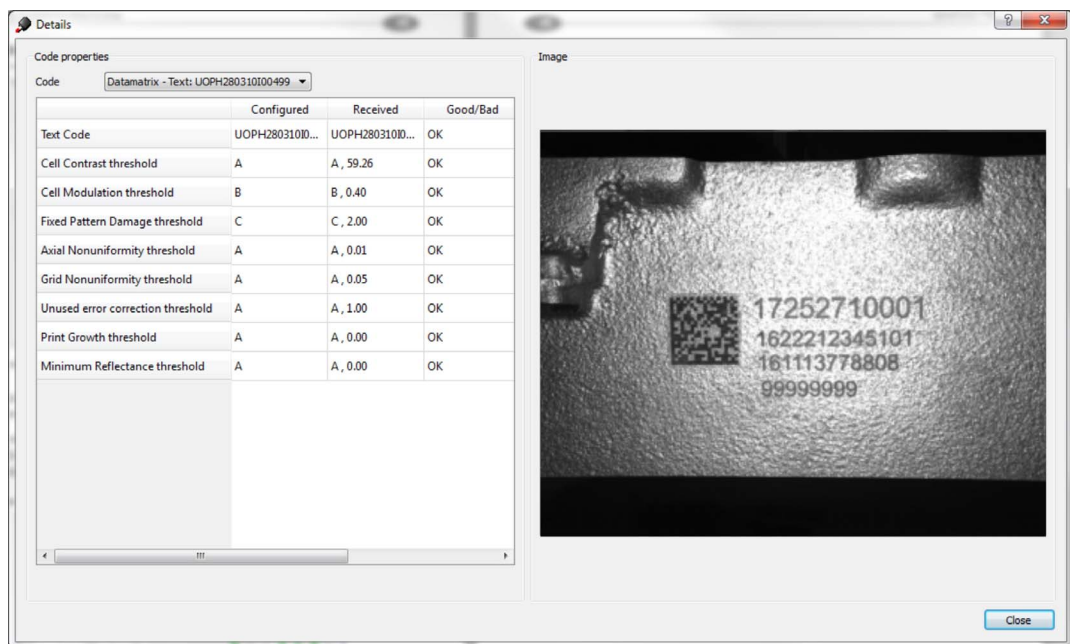 Details
Code properties
Code Datamatrix - Text: UOPH280310I00499
Configured Received Good/Bad
Text Code UOPH280310I0... UOPH280310I0... OK
Cell Contrast threshold A A , 59.26 OK
Cell Modulation threshold B B , 0.40 OK
Fixed Pattern Damage threshold C C , 2.00 OK
Axial Nonuniformity threshold A A , 0.01 OK
Grid Nonuniformity threshold A A , 0.05 OK
Unused error correction threshold A A , 1.00 OK
Print Growth threshold A A , 0.00 OK
Minimum Reflectance threshold A A , 0.00 OK
Image
17252710001
1622212345101
161113778808
99999999
Close